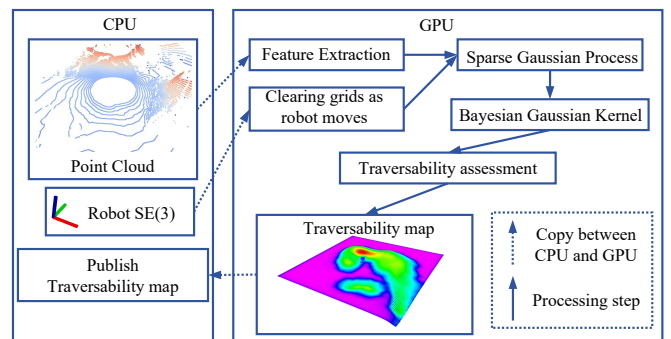 CPU
Point Cloud
Robot SE(3)
Publish
Traversability map
GPU
Feature Extraction
Clearing grids as
robot moves
Sparse Gaussian Process
Bayesian Gaussian Kernel
Traversability assessment
Traversability map
Copy between
CPU and GPU
Processing step